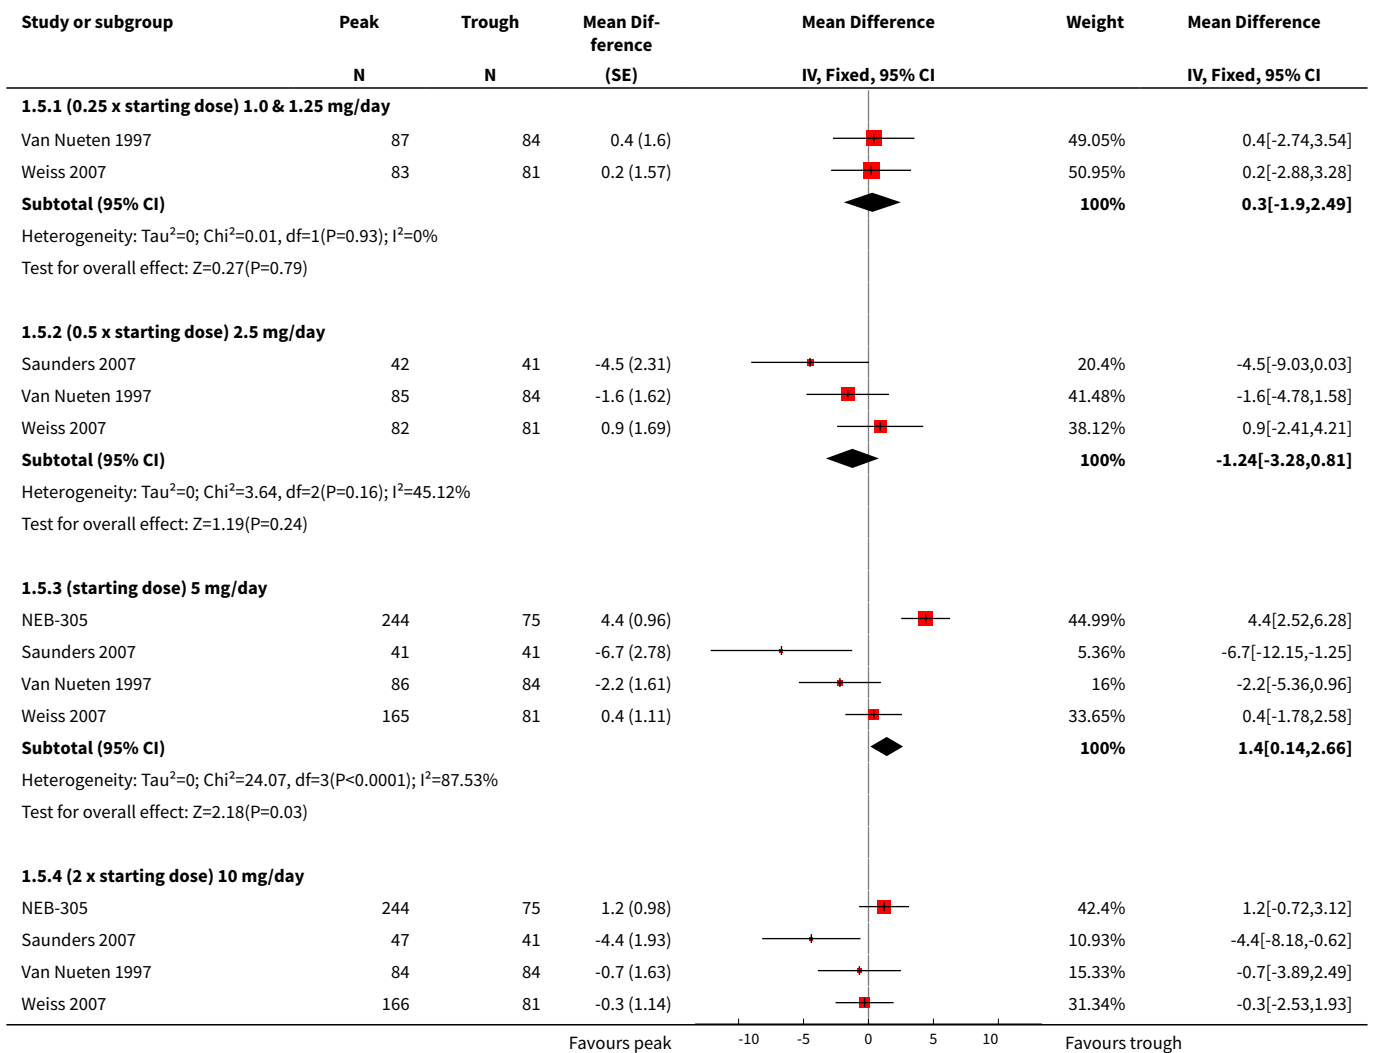 Study or subgroup Peak Trough Mean Dif- Mean Difference Weight Mean Difference
ference
N N (SE) IV, Fixed, 95% CI IV, Fixed, 95% CI
1.5.1 (0.25 x starting dose) 1.0 & 1.25 mg/day
Van Nueten 1997 87 84 0.4 (1.6) 49.05% 0.4[-2.74,3.54]
Weiss 2007 83 81 0.2 (1.57) 50.95% 0.2[-2.88,3.28]
Subtotal (95% CI) 100% 0.3[-1.9,2.49]
Heterogeneity: Tau²=0; Chi²=0.01, df=1(P=0.93); I²=0%
Test for overall effect: Z=0.27(P=0.79)
1.5.2 (0.5 x starting dose) 2.5 mg/day
Saunders 2007 42 41 -4.5 (2.31) 20.4% -4.5[-9.03,0.03]
Van Nueten 1997 85 84 -1.6 (1.62) 41.48% -1.6[-4.78,1.58]
Weiss 2007 82 81 0.9 (1.69) 38.12% 0.9[-2.41,4.21]
Subtotal (95% CI) 100% -1.24[-3.28,0.81]
Heterogeneity: Tau²=0; Chi²=3.64, df=2(P=0.16); I²=45.12%
Test for overall effect: Z=1.19(P=0.24)
1.5.3 (starting dose) 5 mg/day
NEB-305 244 75 4.4 (0.96) 44.99% 4.4[2.52,6.28]
Saunders 2007 41 41 -6.7 (2.78) 5.36% -6.7[-12.15,-1.25]
Van Nueten 1997 86 84 -2.2 (1.61) 16% -2.2[-5.36,0.96]
Weiss 2007 165 81 0.4 (1.11) 33.65% 0.4[-1.78,2.58]
Subtotal (95% CI) 100% 1.4[0.14,2.66]
Heterogeneity: Tau²=0; Chi²=24.07, df=3(P<0.0001); I²=87.53%
Test for overall effect: Z=2.18(P=0.03)
1.5.4 (2 x starting dose) 10 mg/day
NEB-305 244 75 1.2 (0.98) 42.4% 1.2[-0.72,3.12]
Saunders 2007 47 41 -4.4 (1.93) 10.93% -4.4[-8.18,-0.62]
Van Nueten 1997 84 84 -0.7 (1.63) 15.33% -0.7[-3.89,2.49]
Weiss 2007 166 81 -0.3 (1.14) 31.34% -0.3[-2.53,1.93]
Favours peak -10 -5 0 5 10 Favours trough